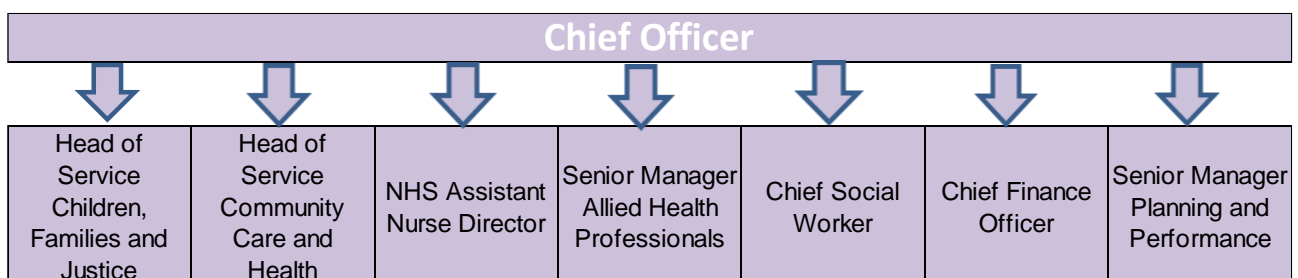 Chief Officer
Head of
Service
Children,
Families and
Justice
Head of
Service
Community
Care and
Health
NHS Assistant
Nurse Director
Senior Manager
Allied Health
Professionals
Chief Social
Worker
Chief Finance
Officer
Senior Manager
Planning and
Performance